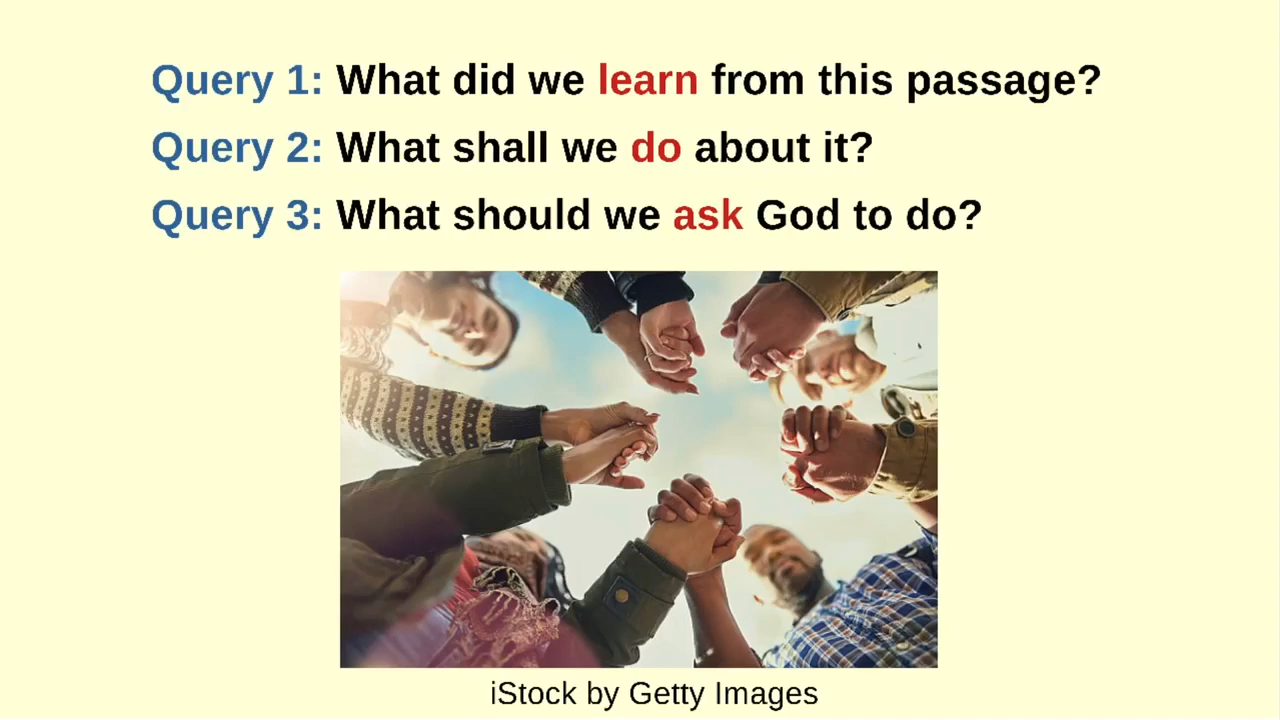 Query 1: What did we learn from this passage?
Query 2: What shall we do about it?
Query 3: What should we ask God to do?
iStock by Getty Images